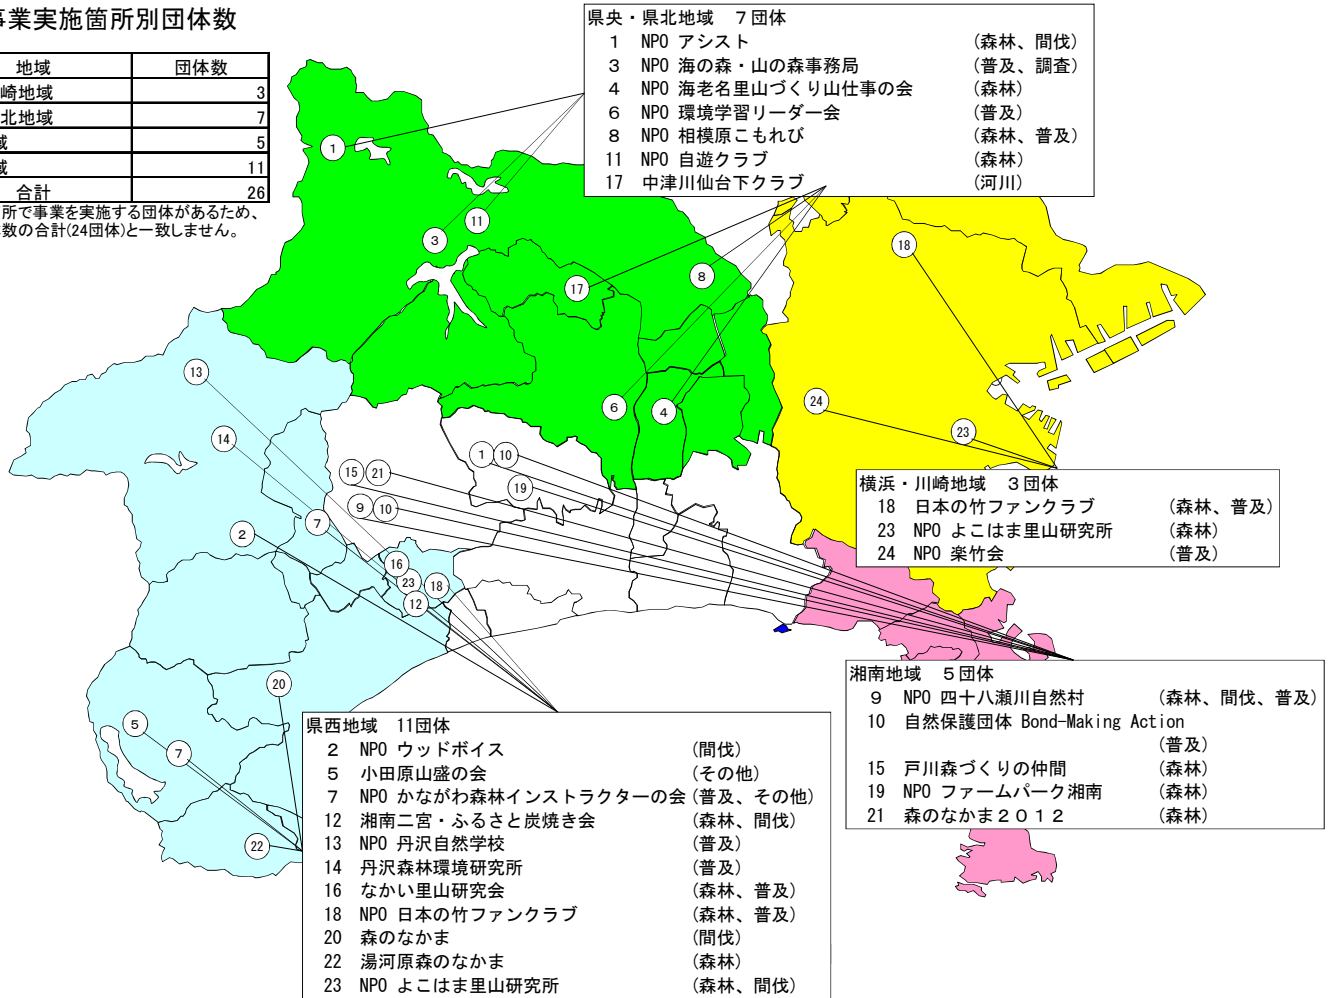 事業実施箇所別団体数
地域 団体数
崎地域 3
北地域 7
域 5
域 11
合計 26
所で事業を実施する団体があるため、
数の合計(24団体)と一致しません。
県央・県北地域 7団体
1 NPO アシスト (森林、間伐)
3 NPO 海の森・山の森事務局 (普及、調査)
4 NPO 海老名里山づくり山仕事の会 (森林)
6 NPO 環境学習リーダー会 (普及)
8 NPO 相模原こもれび (森林、普及)
11 NPO 自遊クラブ (森林)
17 中津川仙台下クラブ (河川)
1
11
3
17
8
18
13
6
4
24
23
14
1 10
15 21
19
9 10
7
2
16
23
18
12
20
5
7
22
横浜・川崎地域 3団体
18 日本の竹ファンクラブ (森林、普及)
23 NPO よこはま里山研究所 (森林)
24 NPO 楽竹会 (普及)
湘南地域 5団体
9 NPO 四十八瀬川自然村 (森林、間伐、普及)
10 自然保護団体 Bond-Making Action
(普及)
15 戸川森づくりの仲間 (森林)
19 NPO ファームパーク湘南 (森林)
21 森のなかま2012 (森林)
県西地域 11団体
2 NPO ウッドボイス (間伐)
5 小田原山盛の会 (その他)
7 NPO かながわ森林インストラクターの会 (普及、その他)
12 湘南二宮・ふるさと炭焼き会 (森林、間伐)
13 NPO 丹沢自然学校 (普及)
14 丹沢森林環境研究所 (普及)
16 なかい里山研究会 (森林、普及)
18 NPO 日本の竹ファンクラブ (森林、普及)
20 森のなかま (間伐)
22 湯河原森のなかま (森林)
23 NPO よこはま里山研究所 (森林、間伐)